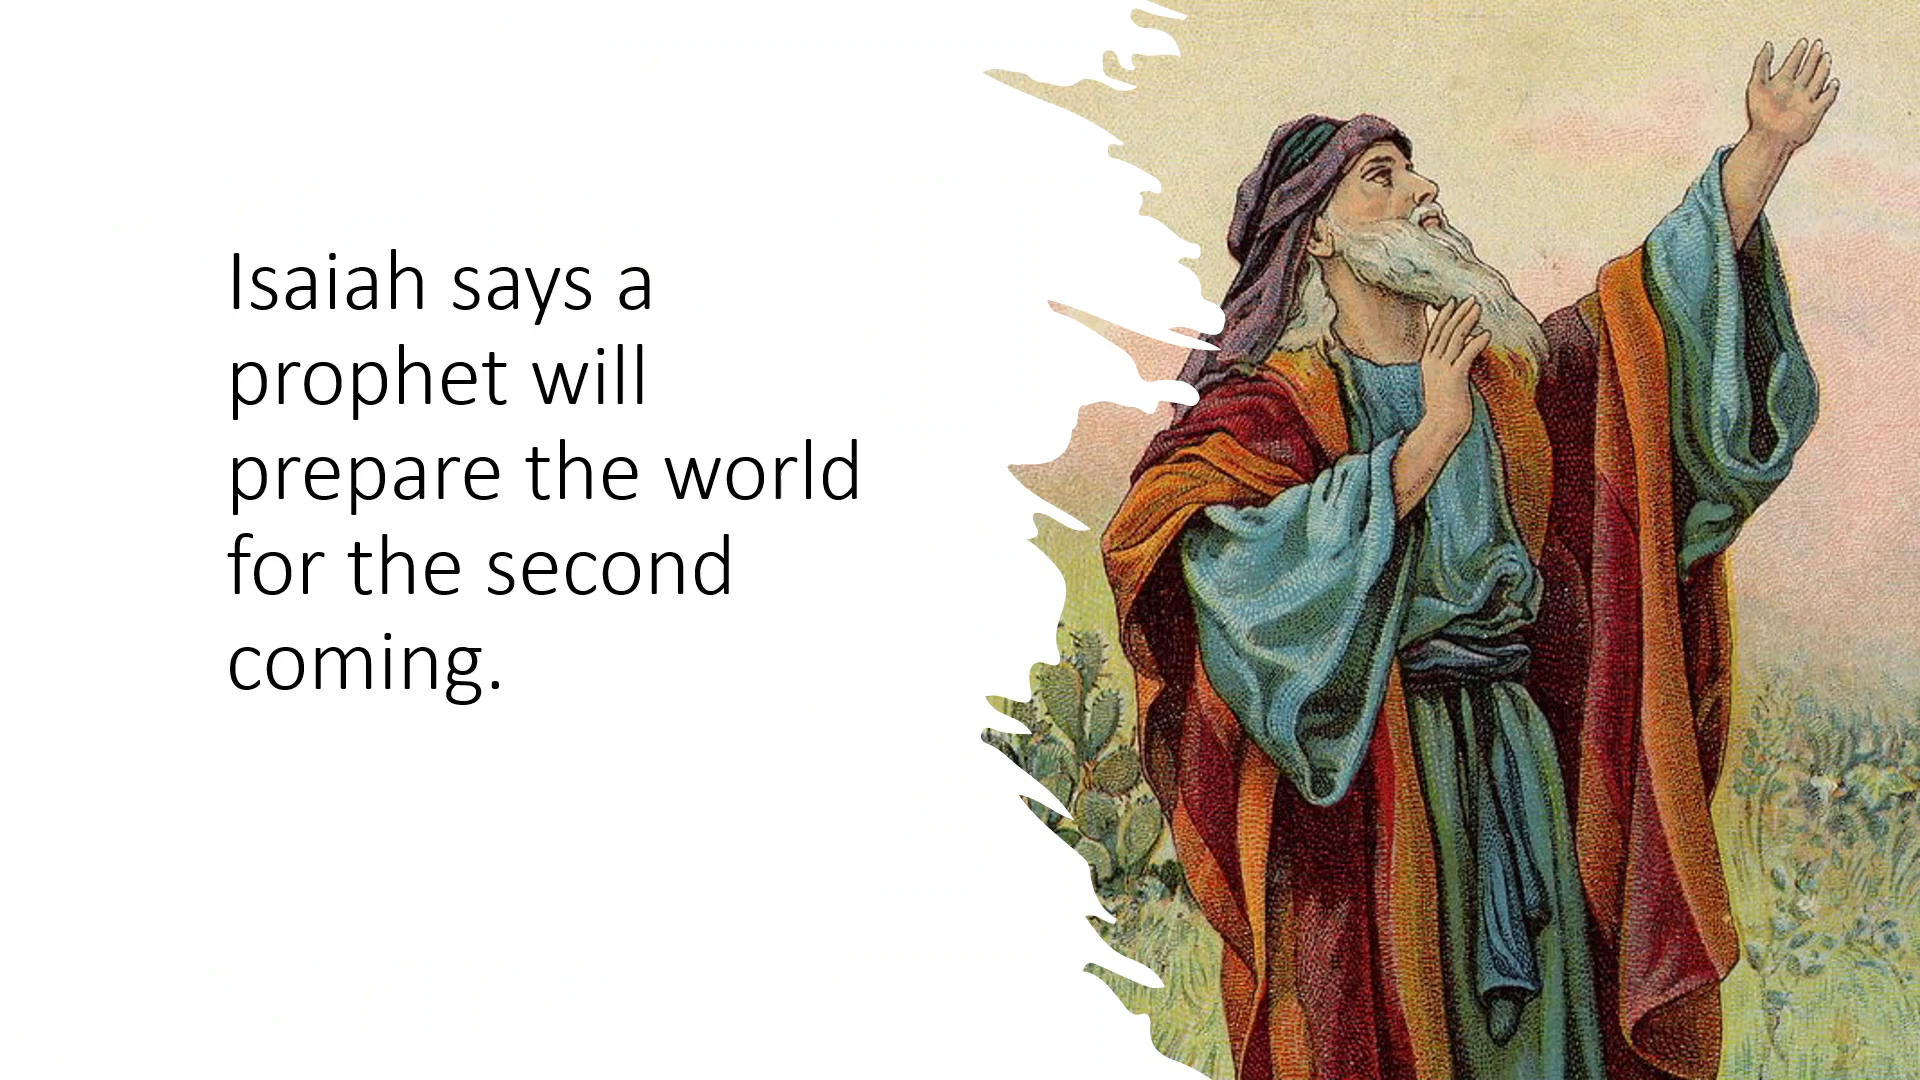 Isaiah says a
prophet will
prepare the world
for the second
coming.